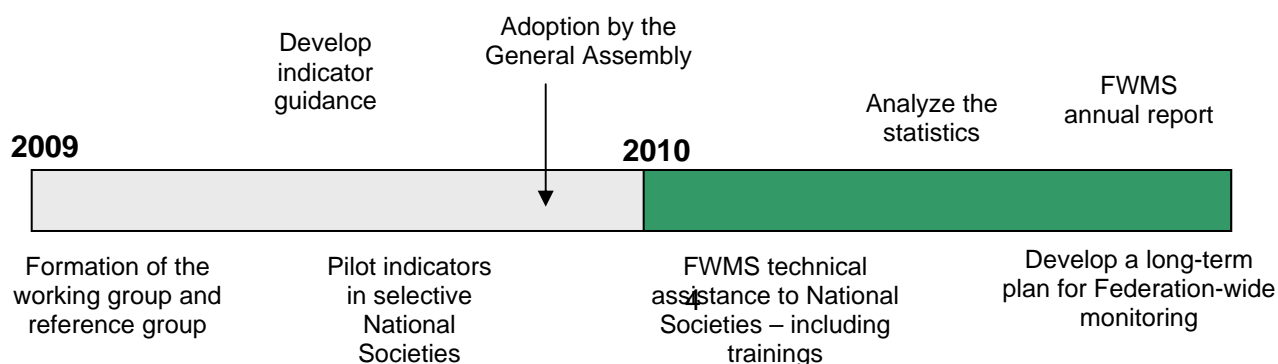 Adoption by the
General Assembly
Develop
indicator
guidance
FWMS
annual report
Analyze the
statistics
2009
2010
Formation of the
working group and
reference group
Pilot indicators
in selective
National
Societies
FWMS technical
assistance to National
Societies – including
trainings
4
Develop a long-term
plan for Federation-wide
monitoring